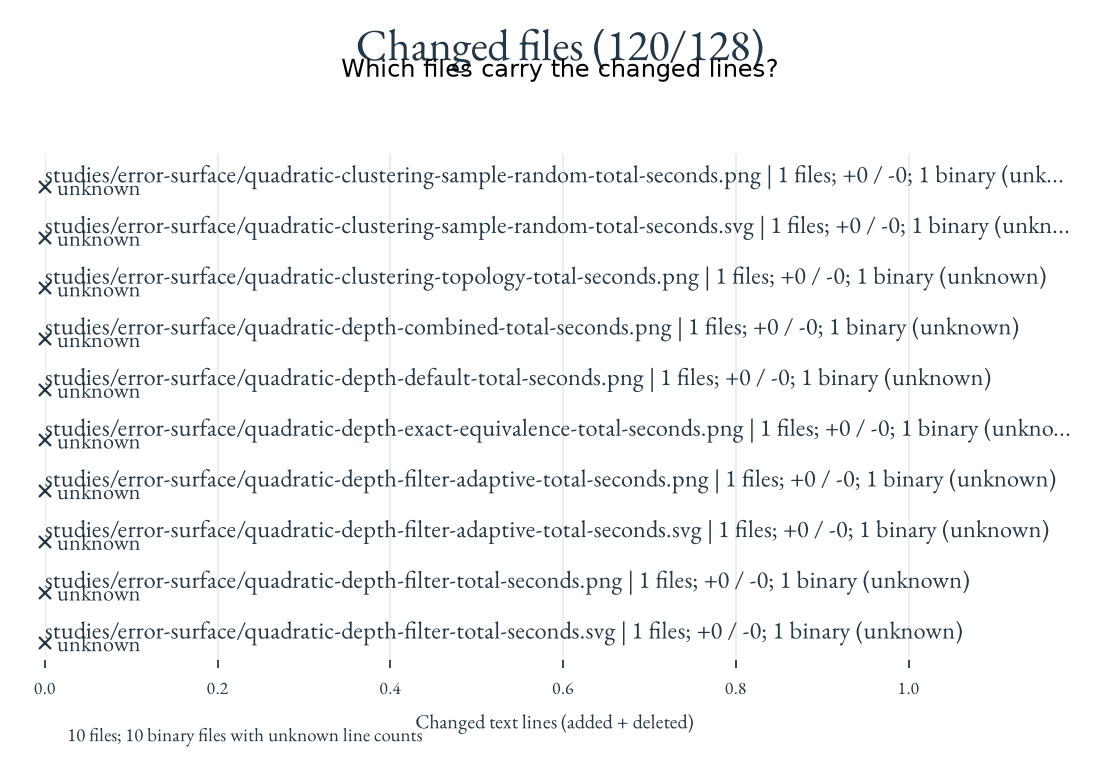 Changed files (120/128)
Which files carry the changed lines?
studies/error-surface/quadratic-clustering-sample-random-total-seconds.png | 1 files; +0 / -0; 1 binary (unk...
unknown
studies/error-surface/quadratic-clustering-sample-random-total-seconds.svg | 1 files; +0 / -0; 1 binary (unkn...
unknown
studies/error-surface/quadratic-clustering-topology-total-seconds.png | 1 files; +0 / -0; 1 binary (unknown)
unknown
studies/error-surface/quadratic-depth-combined-total-seconds.png | 1 files; +0 / -0; 1 binary (unknown)
unknown
studies/error-surface/quadratic-depth-default-total-seconds.png | 1 files; +0 / -0; 1 binary (unknown)
unknown
studies/error-surface/quadratic-depth-exact-equivalence-total-seconds.png | 1 files; +0 / -0; 1 binary (unkno...
unknown
studies/error-surface/quadratic-depth-filter-adaptive-total-seconds.png | 1 files; +0 / -0; 1 binary (unknown)
unknown
studies/error-surface/quadratic-depth-filter-adaptive-total-seconds.svg | 1 files; +0 / -0; 1 binary (unknown)
unknown
studies/error-surface/quadratic-depth-filter-total-seconds.png | 1 files; +0 / -0; 1 binary (unknown)
unknown
studies/error-surface/quadratic-depth-filter-total-seconds.svg | 1 files; +0 / -0; 1 binary (unknown)
unknown
0.0 0.2 0.4 0.6 0.8 1.0
Changed text lines (added + deleted)
10 files; 10 binary files with unknown line counts